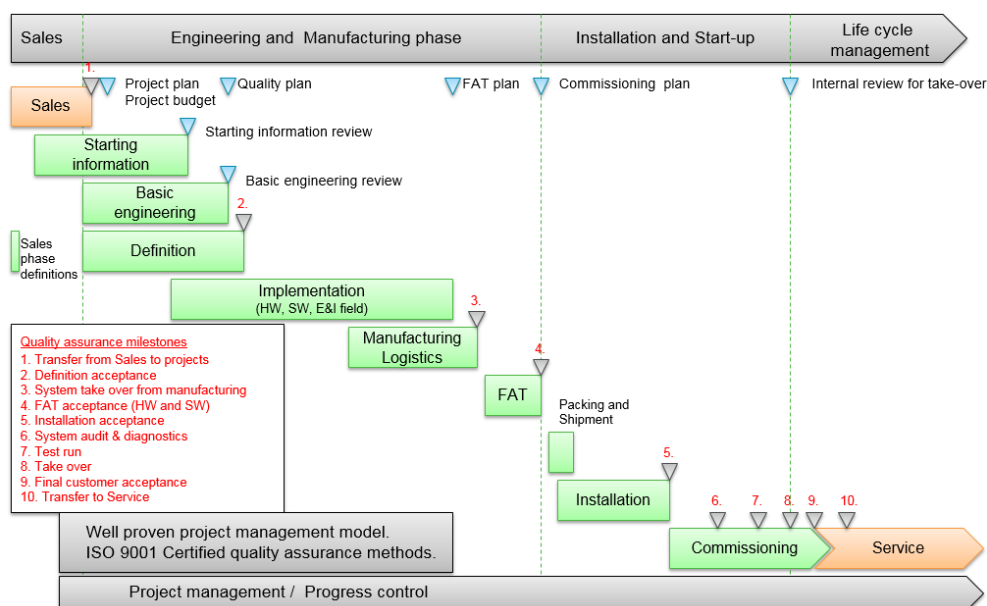 Sales
Engineering and Manufacturing phase
Installation and Start-up
Life cycle
management
1.
Project plan
Project budget
Quality plan
FAT plan
Commissioning plan
Internal review for take-over
Sales
Starting information review
Starting
information
Basic engineering review
Basic
engineering
2.
Sales
phase
definitions
Definition
Implementation
(HW, SW, E&I field)
3.
Manufacturing
Logistics
4.
FAT
Quality assurance milestones
1. Transfer from Sales to projects
2. Definition acceptance
3. System take over from manufacturing
4. FAT acceptance (HW and SW)
5. Installation acceptance
6. System audit & diagnostics
7. Test run
8. Take over
9. Final customer acceptance
10. Transfer to Service
Packing and
Shipment
5.
Installation
6.
7.
8.
9.
10.
Commissioning
Service
Well proven project management model.
ISO 9001 Certified quality assurance methods.
Project management / Progress control